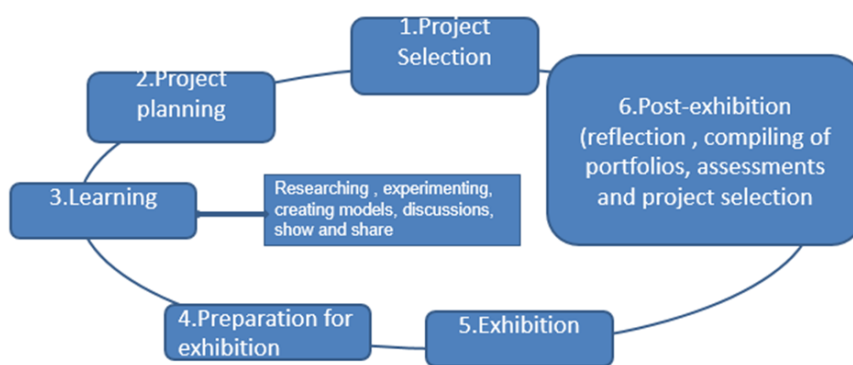 1.Project
Selection
2.Project
planning
3.Learning
Researching , experimenting,
creating models, discussions,
show and share
4.Preparation for
exhibition
5.Exhibition
6.Post-exhibition
(reflection , compiling of
portfolios, assessments
and project selection